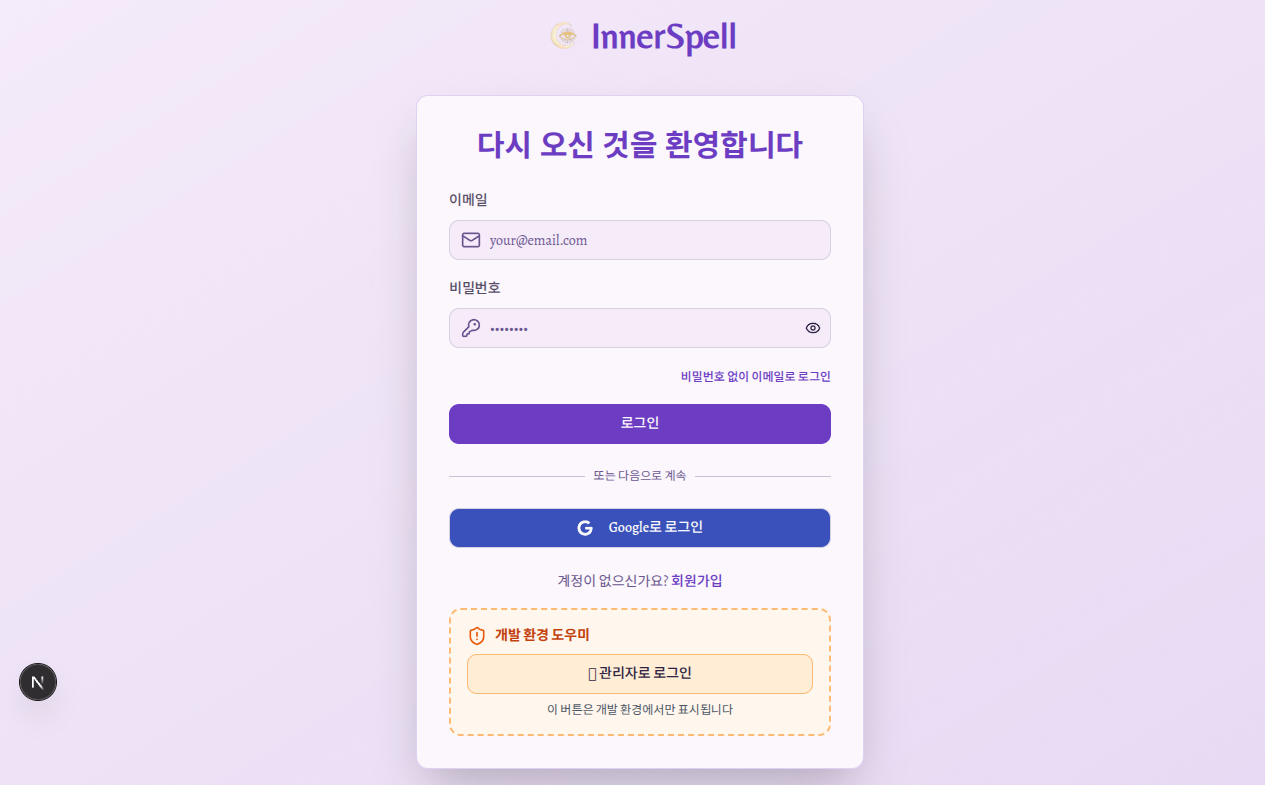 InnerSpell
다시 오신 것을 환영합니다
이메일
your@email.com
비밀번호
••••••••
비밀번호 없이 이메일로 로그인
로그인
또는 다음으로 계속
G Google로 로그인
계정이 없으신가요? 회원가입
개발 환경 도우미
관리자로 로그인
이 버튼은 개발 환경에서만 표시됩니다
N